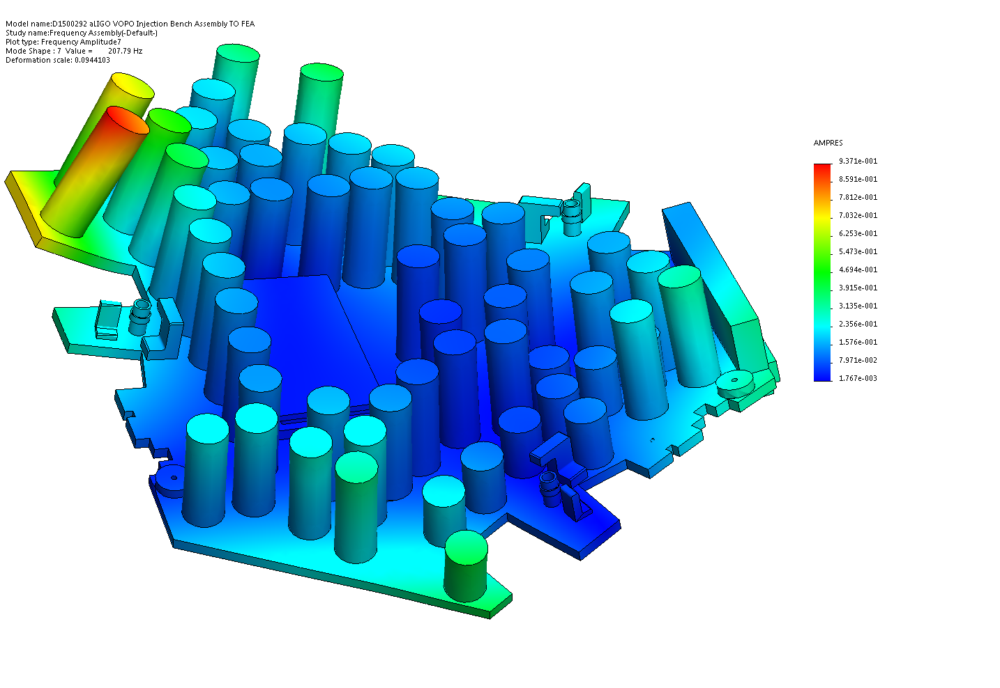 Model name:D1500292 aLIGO VOPO Injection Bench Assembly TO FEA
Study name:Frequency Assembly(-Default-)
Plot type: Frequency Amplitude7
Mode Shape : 7 Value = 207.79 Hz
Deformation scale: 0.0944103
AMPRES
9.371e-001
8.591e-001
7.812e-001
7.032e-001
6.253e-001
5.473e-001
4.694e-001
3.915e-001
3.135e-001
2.356e-001
1.576e-001
7.971e-002
1.767e-003